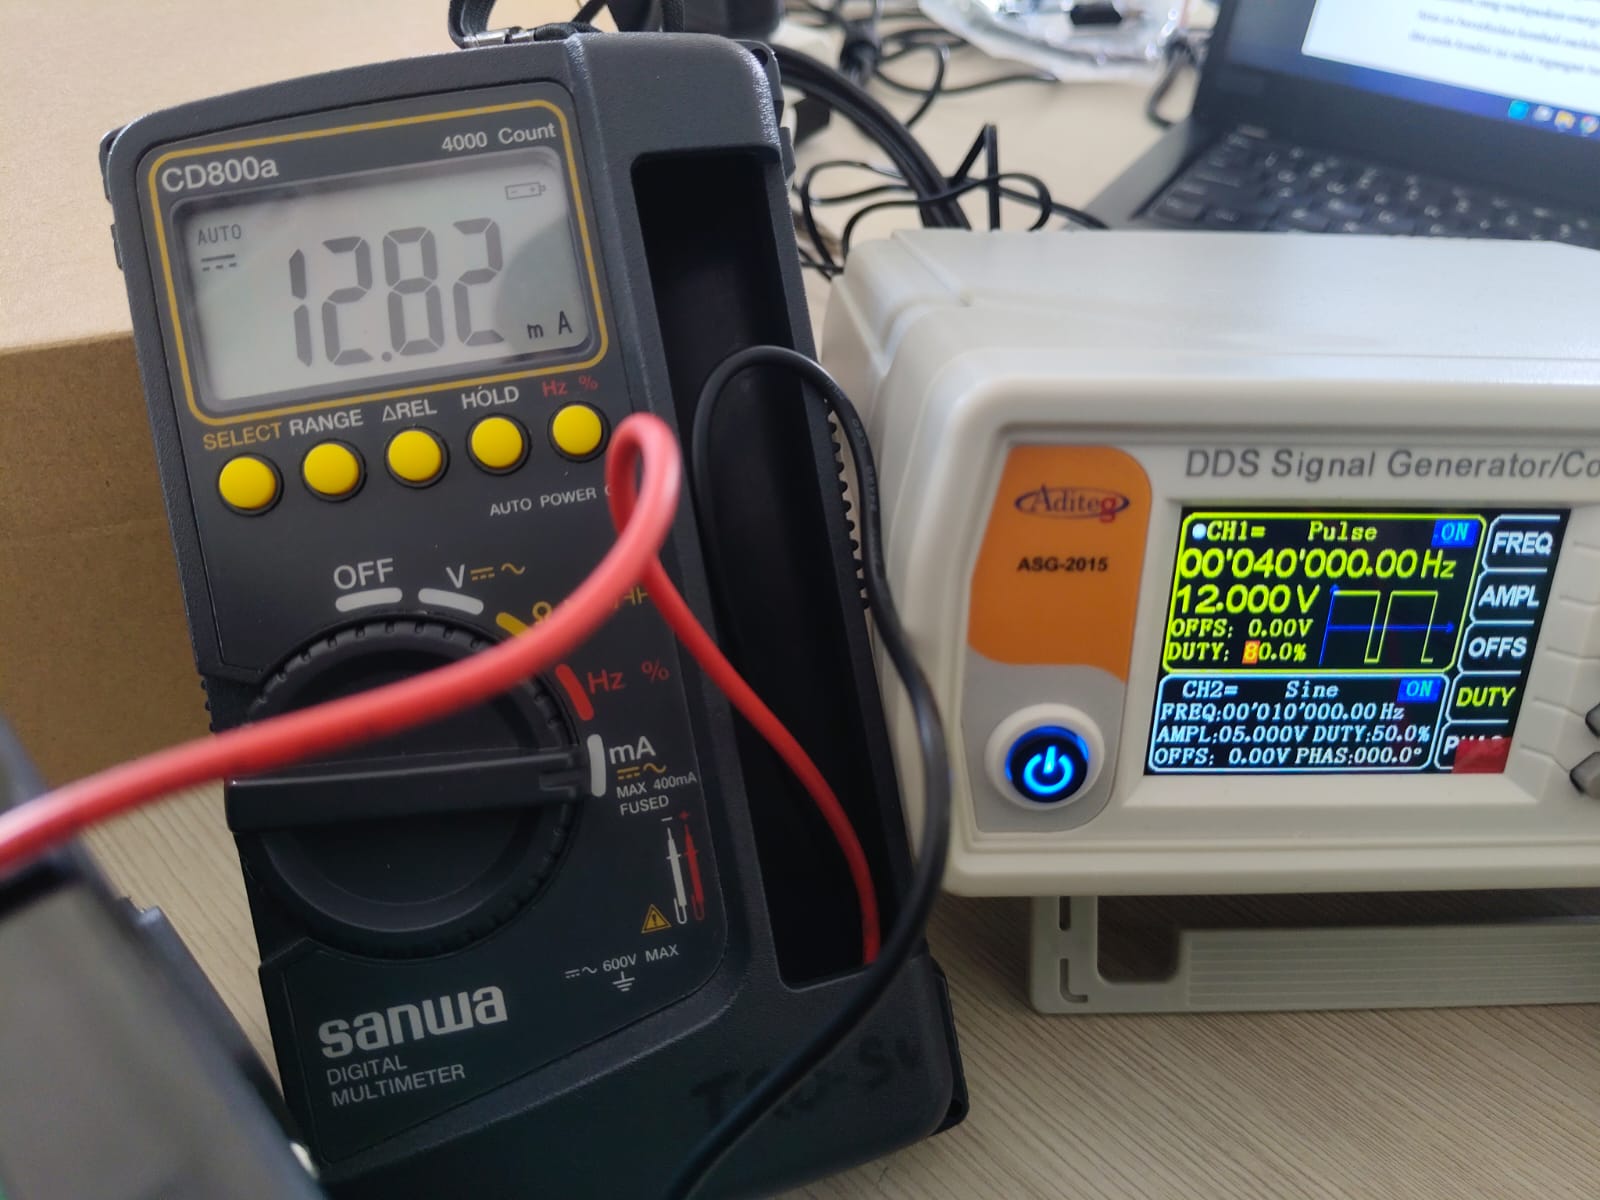 4000 Count
CD800a
AUTO
12.82
m A
SELECT RANGE ΔREL HOLD Hz %
AUTO POWER
OFF
V
Ω
Hz %
mA
MAX 400mA
FUSED
600V MAX
sanwa
DIGITAL
MULTIMETER
DDS Signal Generator/Co
Aditeg
ASG-2015
CH1= Pulse ON
00'040'000.00 Hz
12.000 V
OFFS: 0.00V
DUTY: 80.0%
CH2= Sine ON
FREQ:00'010'000.00 Hz
AMPL:05.000V DUTY:50.0%
OFFS: 0.00V PHAS:000.0°
FREQ
AMPL
OFFS
DUTY